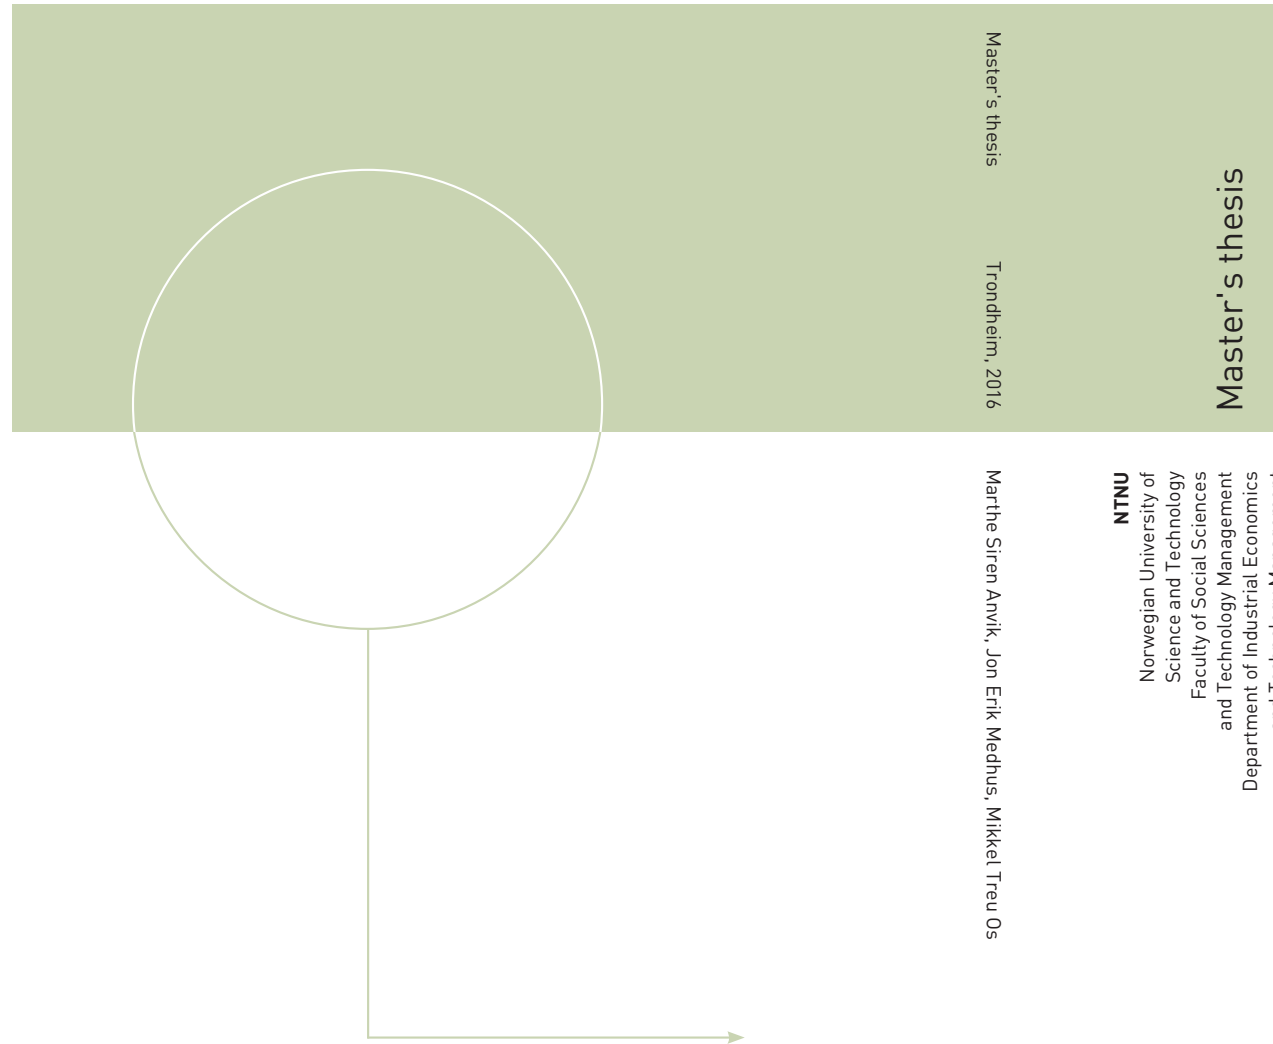 Master's thesis
Trondheim, 2016
Marthe Siren Anvik, Jon Erik Medhus, Mikkel Treu Os
Master's thesis
NTNU
Norwegian University of
Science and Technology
Faculty of Social Sciences
and Technology Management
Department of Industrial Economics